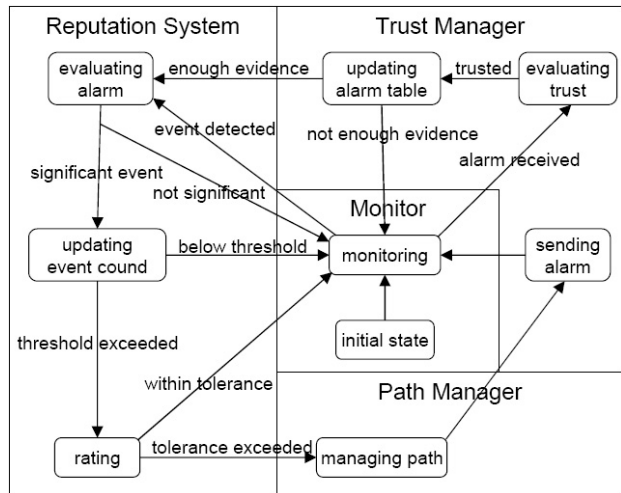 Reputation System
Trust Manager
evaluating
alarm
enough evidence
updating
alarm table
trusted
evaluating
trust
event detected
not enough evidence
alarm received
significant event
not significant
Monitor
updating
event cound
below threshold
monitoring
sending
alarm
initial state
threshold exceeded
within tolerance
Path Manager
rating
tolerance exceeded
managing path